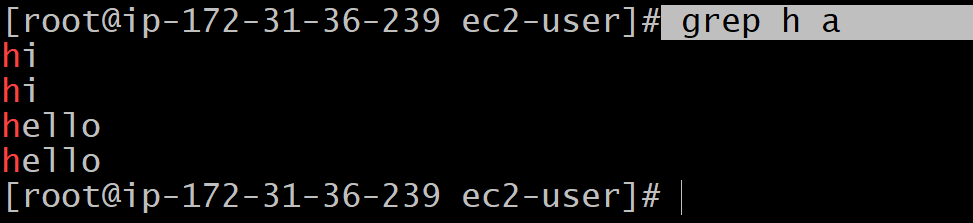 [root@ip-172-31-36-239 ec2-user]# grep h a
hi
hi
hello
hello
[root@ip-172-31-36-239 ec2-user]#